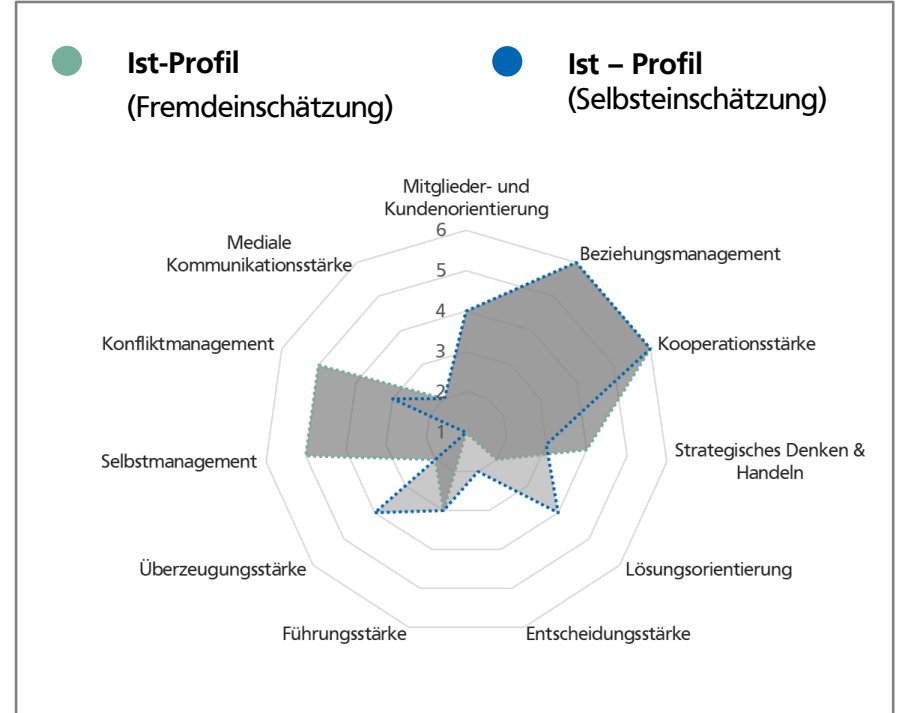 Ist-Profil
(Fremdeinschätzung)
Ist – Profil
(Selbsteinschätzung)
Mitglieder- und
Kundenorientierung
Beziehungsmanagement
Kooperationsstärke
Strategisches Denken &
Handeln
Lösungsorientierung
Entscheidungsstärke
Führungsstärke
Überzeugungsstärke
Selbstmanagement
Konfliktmanagement
Mediale
Kommunikationsstärke
6
5
4
3
2
1